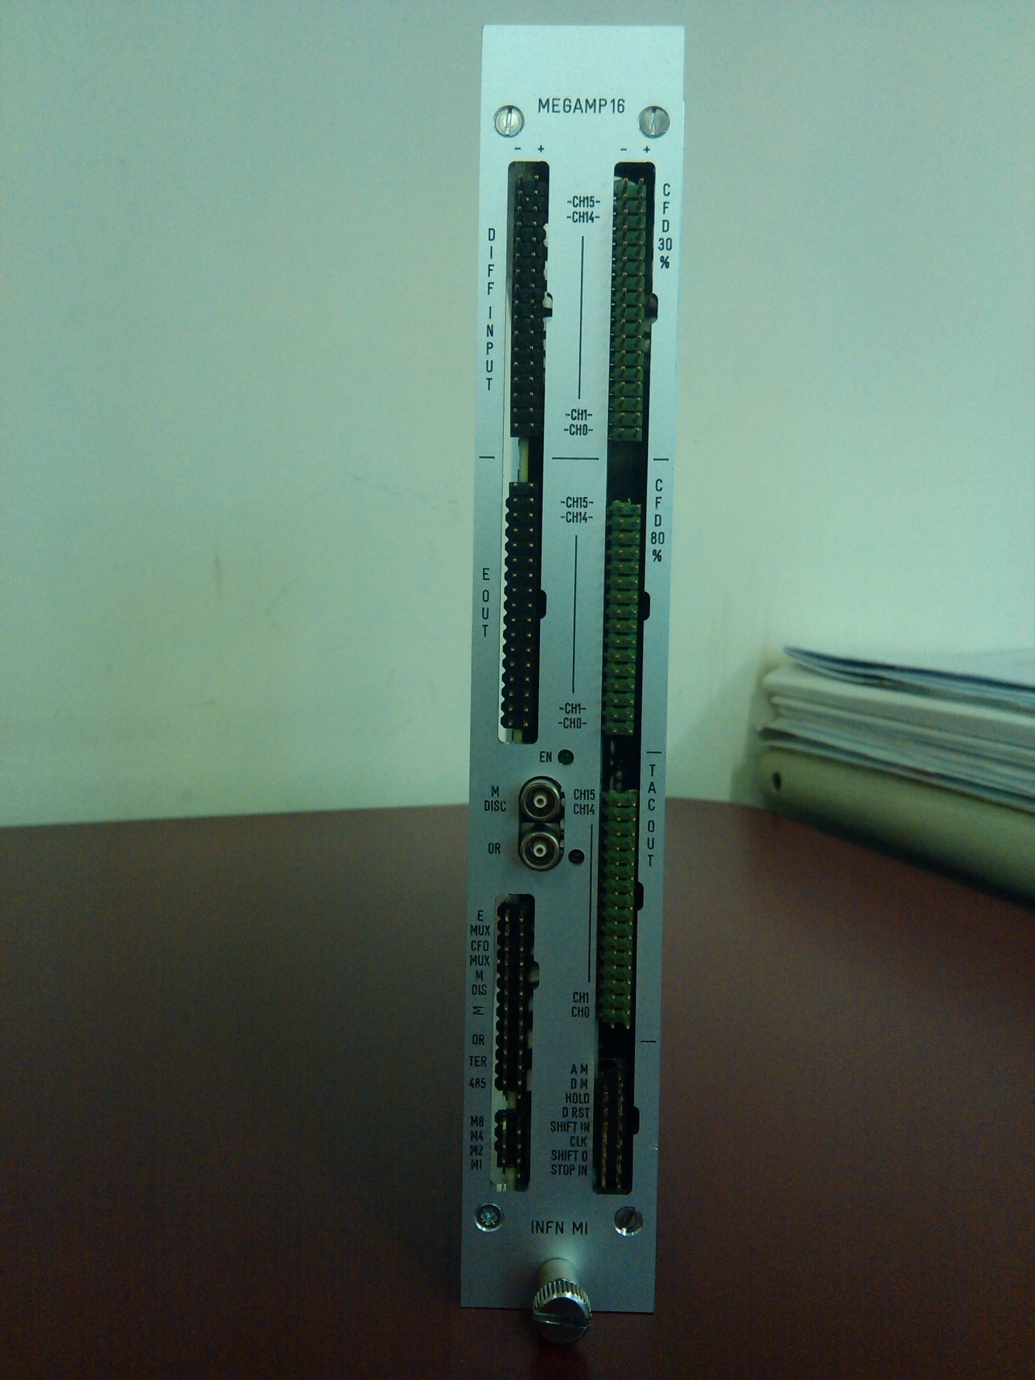 MEGAMP16
- +
- +
DIFF INPUT
-CH15-
-CH14-
-CH1-
-CH0-
CFD
30
%
E OUT
-CH15-
-CH14-
-CH1-
-CH0-
CFD
80
%
EN
M
DISC
OR
CH15
CH14
CH1
CH0
TAC OUT
E
MUX
CFD
MUX
M
DIS
M
OR
TER
485
M8
M4
M2
M1
A M
D M
HOLD
D RST
SHIFT IN
CLK
SHIFT O
STOP IN
INFN MI